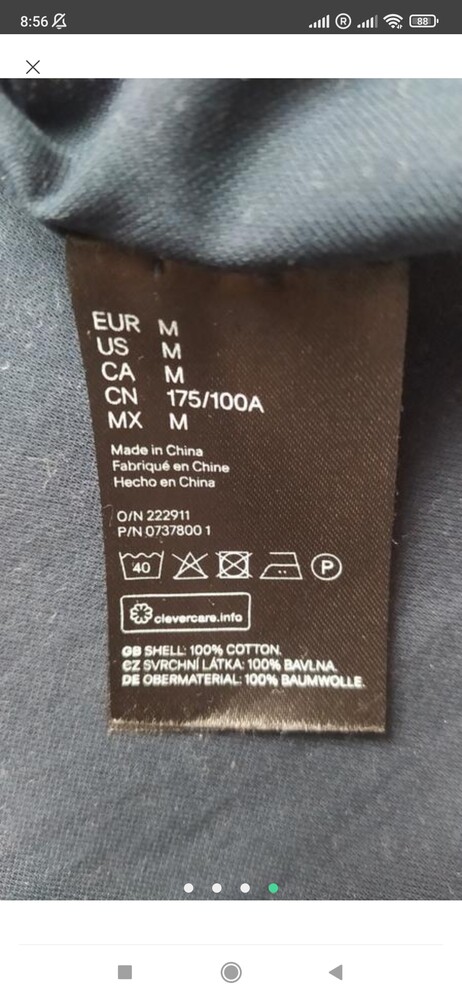 8:56
R
88
EUR M
US M
CA M
CN 175/100A
MX M
Made in China
Fabriqué en Chine
Hecho en China
O/N 222911
P/N 0737800 1
40
P
clevercare.info
GB SHELL: 100% COTTON.
CZ SVRCHNÍ LÁTKA: 100% BAVLNA.
DE OBERMATERIAL: 100% BAUMWOLLE.